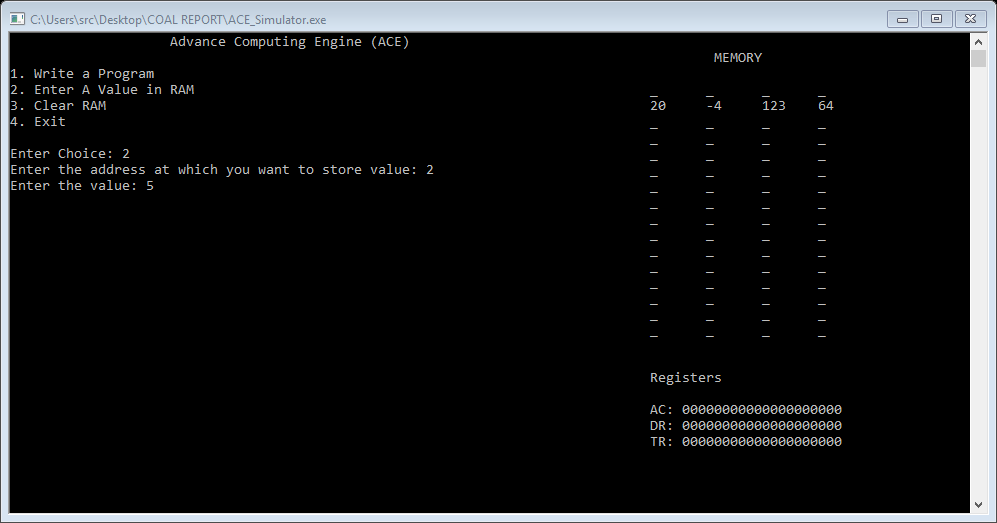 C:\Users\src\Desktop\COAL REPORT\ACE_Simulator.exe
Advance Computing Engine (ACE)
1. Write a Program
2. Enter A Value in RAM
3. Clear RAM
4. Exit
Enter Choice: 2
Enter the address at which you want to store value: 2
Enter the value: 5
MEMORY
_ _ _ _
20 -4 123 64
_ _ _ _
_ _ _ _
_ _ _ _
_ _ _ _
_ _ _ _
_ _ _ _
_ _ _ _
_ _ _ _
_ _ _ _
_ _ _ _
_ _ _ _
_ _ _ _
_ _ _ _
_ _ _ _
Registers
AC: 00000000000000000000
DR: 00000000000000000000
TR: 00000000000000000000